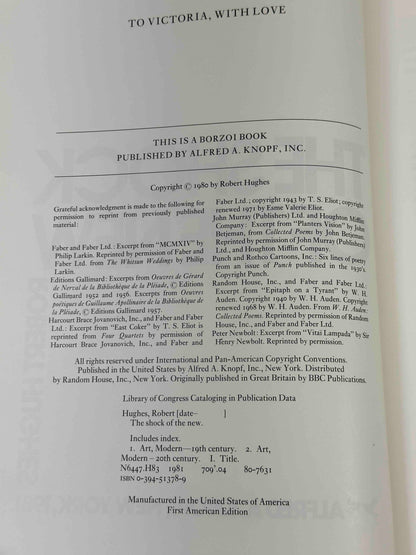 TO VICTORIA, WITH LOVE
THIS IS A BORZOI BOOK
PUBLISHED BY ALFRED A. KNOPF, INC.
Copyright © 1980 by Robert Hughes
Grateful acknowledgment is made to the following for
permission to reprint from previously published
material:
Faber and Faber Ltd: Excerpt from "MCMXIV" by
Philip Larkin. Reprinted by permission of Faber and
Faber Ltd. from The Whitsun Weddings by Philip
Larkin.
Editions Gallimard: Excerpts from Oeuvres de Gérard
de Nerval de la Bibliothèque de la Pléiade, © Editions
Gallimard 1952 and 1956. Excerpts from Oeuvres
poétiques de Guillaume Apollinaire de la Bibliothèque de
la Pléiade, © Editions Gallimard 1957.
Harcourt Brace Jovanovich, Inc., and Faber and Faber
Ltd.: Excerpt from "East Coker" by T. S. Eliot is
reprinted from Four Quartets by permission of
Harcourt Brace Jovanovich, Inc., and Faber and
Faber Ltd.; copyright 1943 by T. S. Eliot; copyright
renewed 1971 by Esme Valerie Eliot.
John Murray (Publishers) Ltd. and Houghton Mifflin
Company: Excerpt from "Planters Vision" by John
Betjeman, from Collected Poems by John Betjeman.
Reprinted by permission of John Murray (Publishers)
Ltd., and Houghton Mifflin Company.
Punch and Rothco Cartoons, Inc.: Six lines of poetry
from an issue of Punch published in the 1930's.
Copyright Punch.
Random House, Inc., and Faber and Faber Ltd.:
Excerpt from "Epitaph on a Tyrant" by W. H.
Auden. Copyright 1940 by W. H. Auden. Copyright
renewed 1968 by W. H. Auden. From W. H. Auden:
Collected Poems. Reprinted by permission of Random
House, Inc., and Faber and Faber Ltd.
Peter Newbolt: Excerpt from "Vitai Lampada" by Sir
Henry Newbolt. Reprinted by permission.
All rights reserved under International and Pan-American Copyright Conventions.
Published in the United States by Alfred A. Knopf, Inc., New York. Distributed
by Random House, Inc., New York. Originally published in Great Britain by BBC Publications.
Library of Congress Cataloging in Publication Data
Hughes, Robert [date– ]
The shock of the new.
Includes index.
1. Art, Modern—19th century. 2. Art,
Modern—20th century. I. Title.
N6447.H83 1981 709'.04 80-7631
ISBN 0-394-51378-9
Manufactured in the United States of America
First American Edition